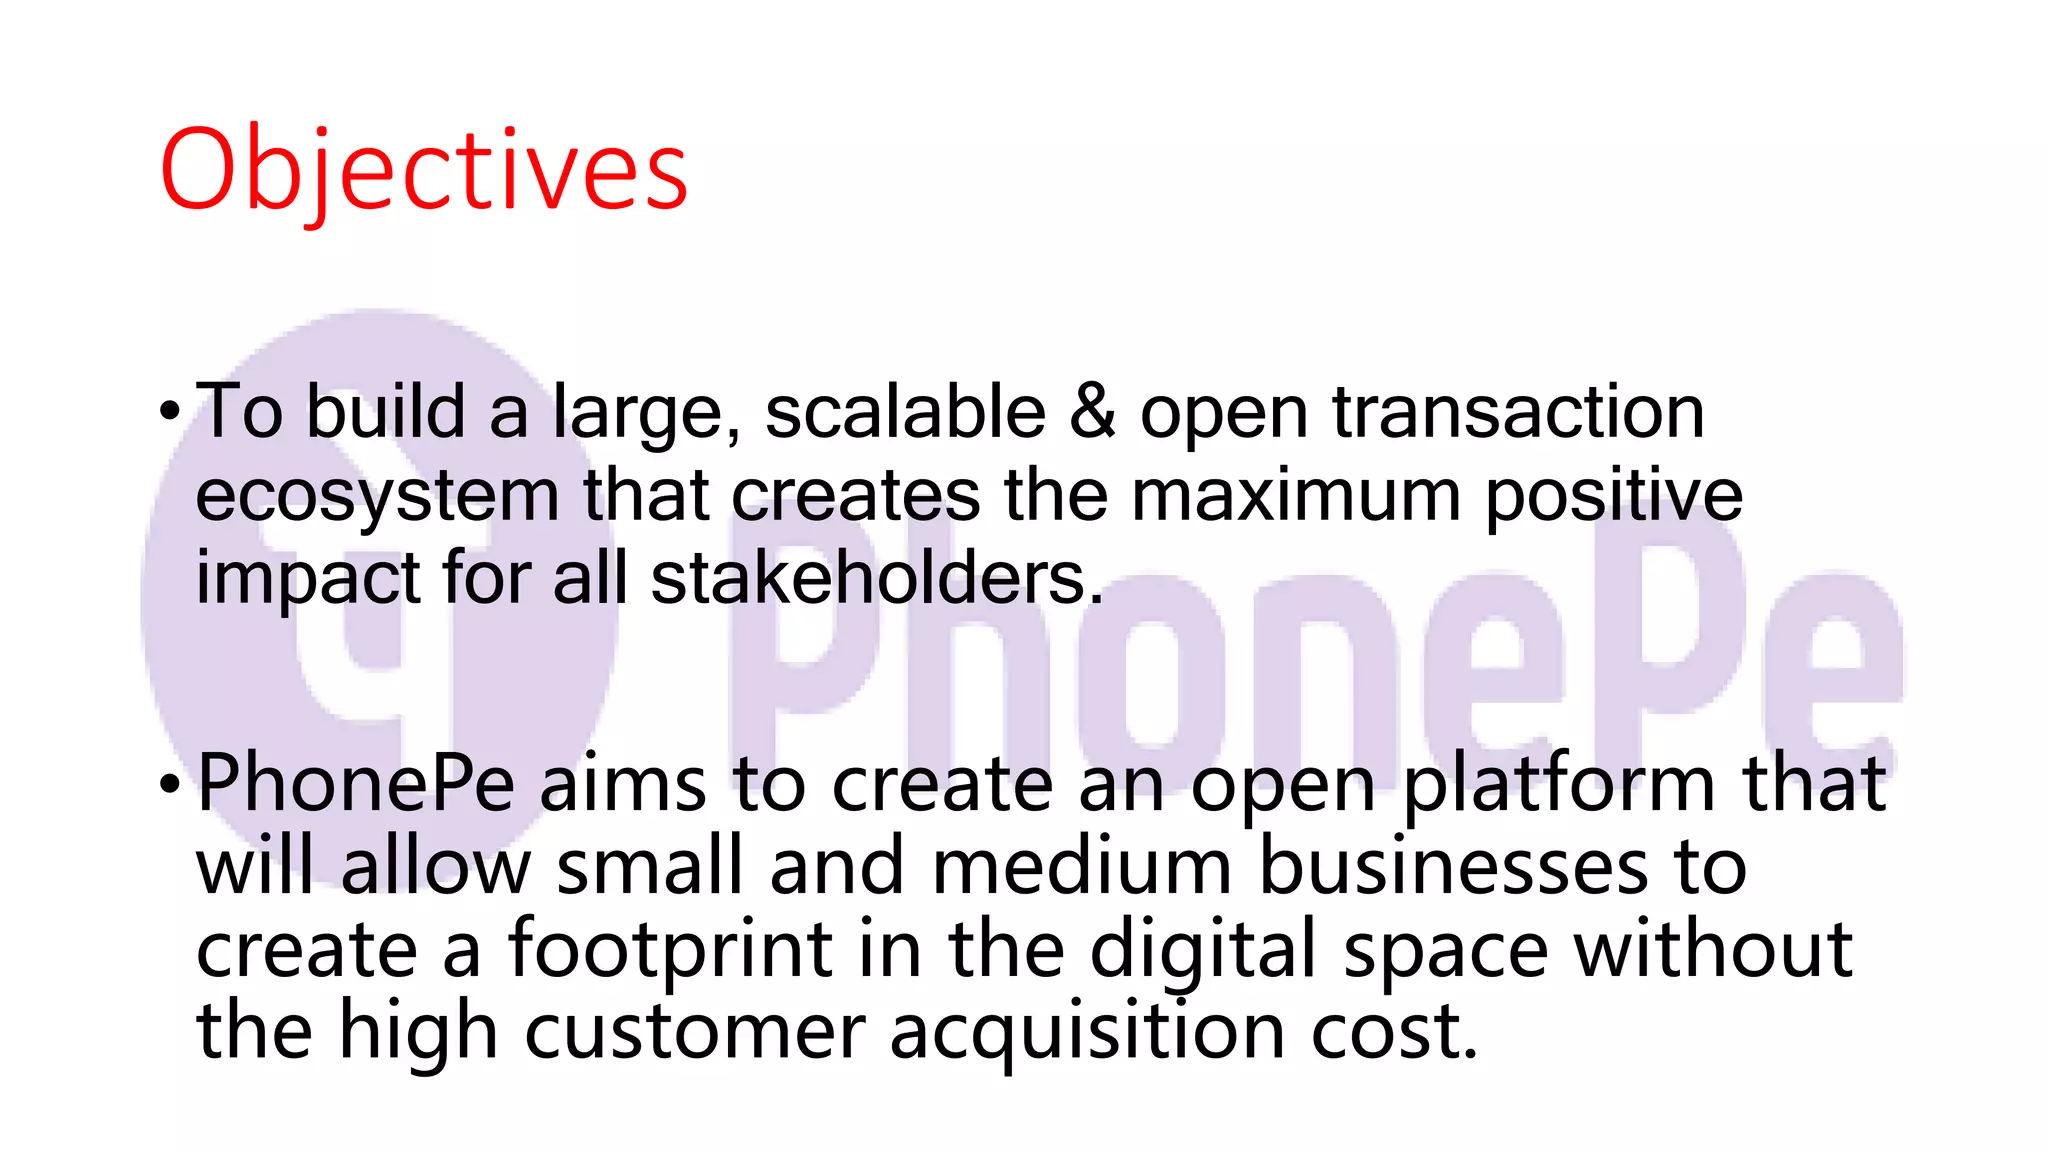 Objectives
• To build a large, scalable & open transaction
ecosystem that creates the maximum positive
impact for all stakeholders.
PhonePe
• PhonePe aims to create an open platform that
will allow small and medium businesses to
create a footprint in the digital space without
the high customer acquisition cost.